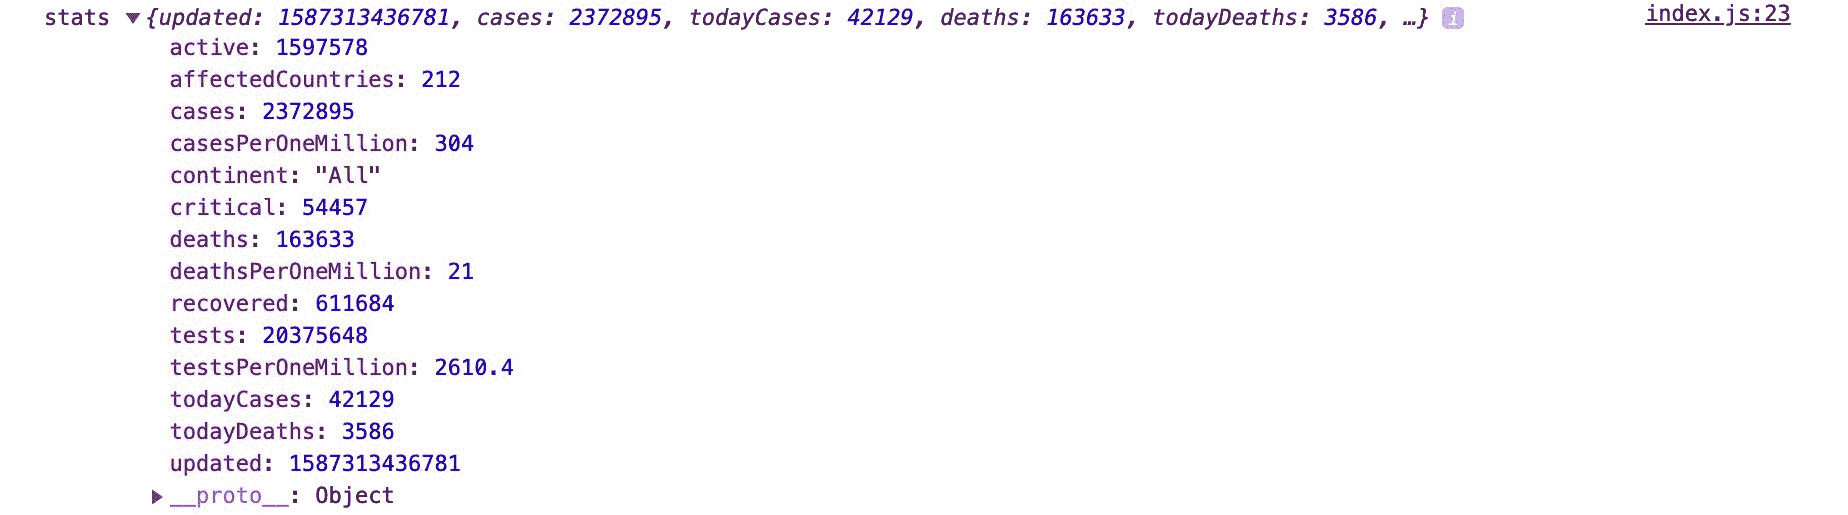 stats ▼{updated: 1587313436781, cases: 2372895, todayCases: 42129, deaths: 163633, todayDeaths: 3586, …} i index.js:23
active: 1597578
affectedCountries: 212
cases: 2372895
casesPerOneMillion: 304
continent: "All"
critical: 54457
deaths: 163633
deathsPerOneMillion: 21
recovered: 611684
tests: 20375648
testsPerOneMillion: 2610.4
todayCases: 42129
todayDeaths: 3586
updated: 1587313436781
▶__proto__: Object